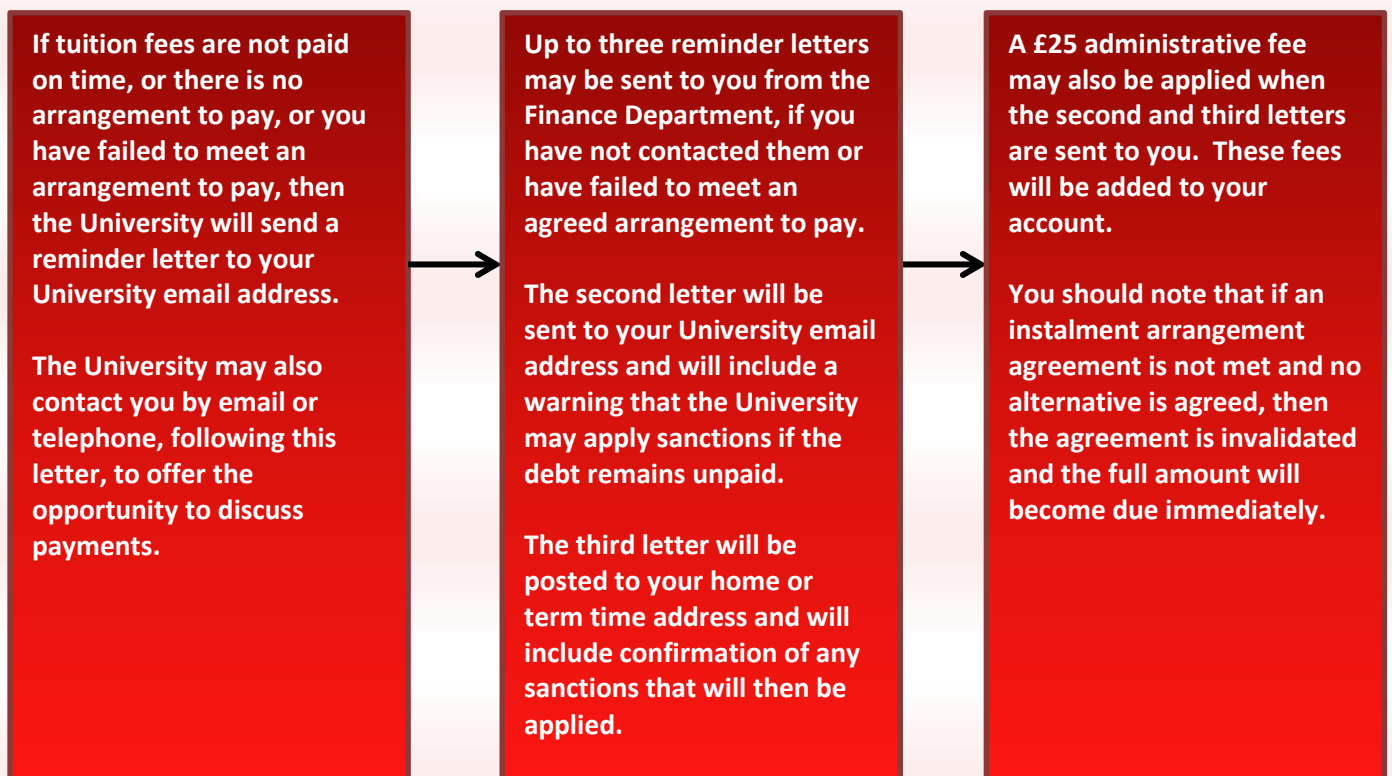 If tuition fees are not paid
on time, or there is no
arrangement to pay, or you
have failed to meet an
arrangement to pay, then
the University will send a
reminder letter to your
University email address.
The University may also
contact you by email or
telephone, following this
letter, to offer the
opportunity to discuss
payments.
Up to three reminder letters
may be sent to you from the
Finance Department, if you
have not contacted them or
have failed to meet an
agreed arrangement to pay.
The second letter will be
sent to your University email
address and will include a
warning that the University
may apply sanctions if the
debt remains unpaid.
The third letter will be
posted to your home or
term time address and will
include confirmation of any
sanctions that will then be
applied.
A £25 administrative fee
may also be applied when
the second and third letters
are sent to you.  These fees
will be added to your
account.
You should note that if an
instalment arrangement
agreement is not met and no
alternative is agreed, then
the agreement is invalidated
and the full amount will
become due immediately.